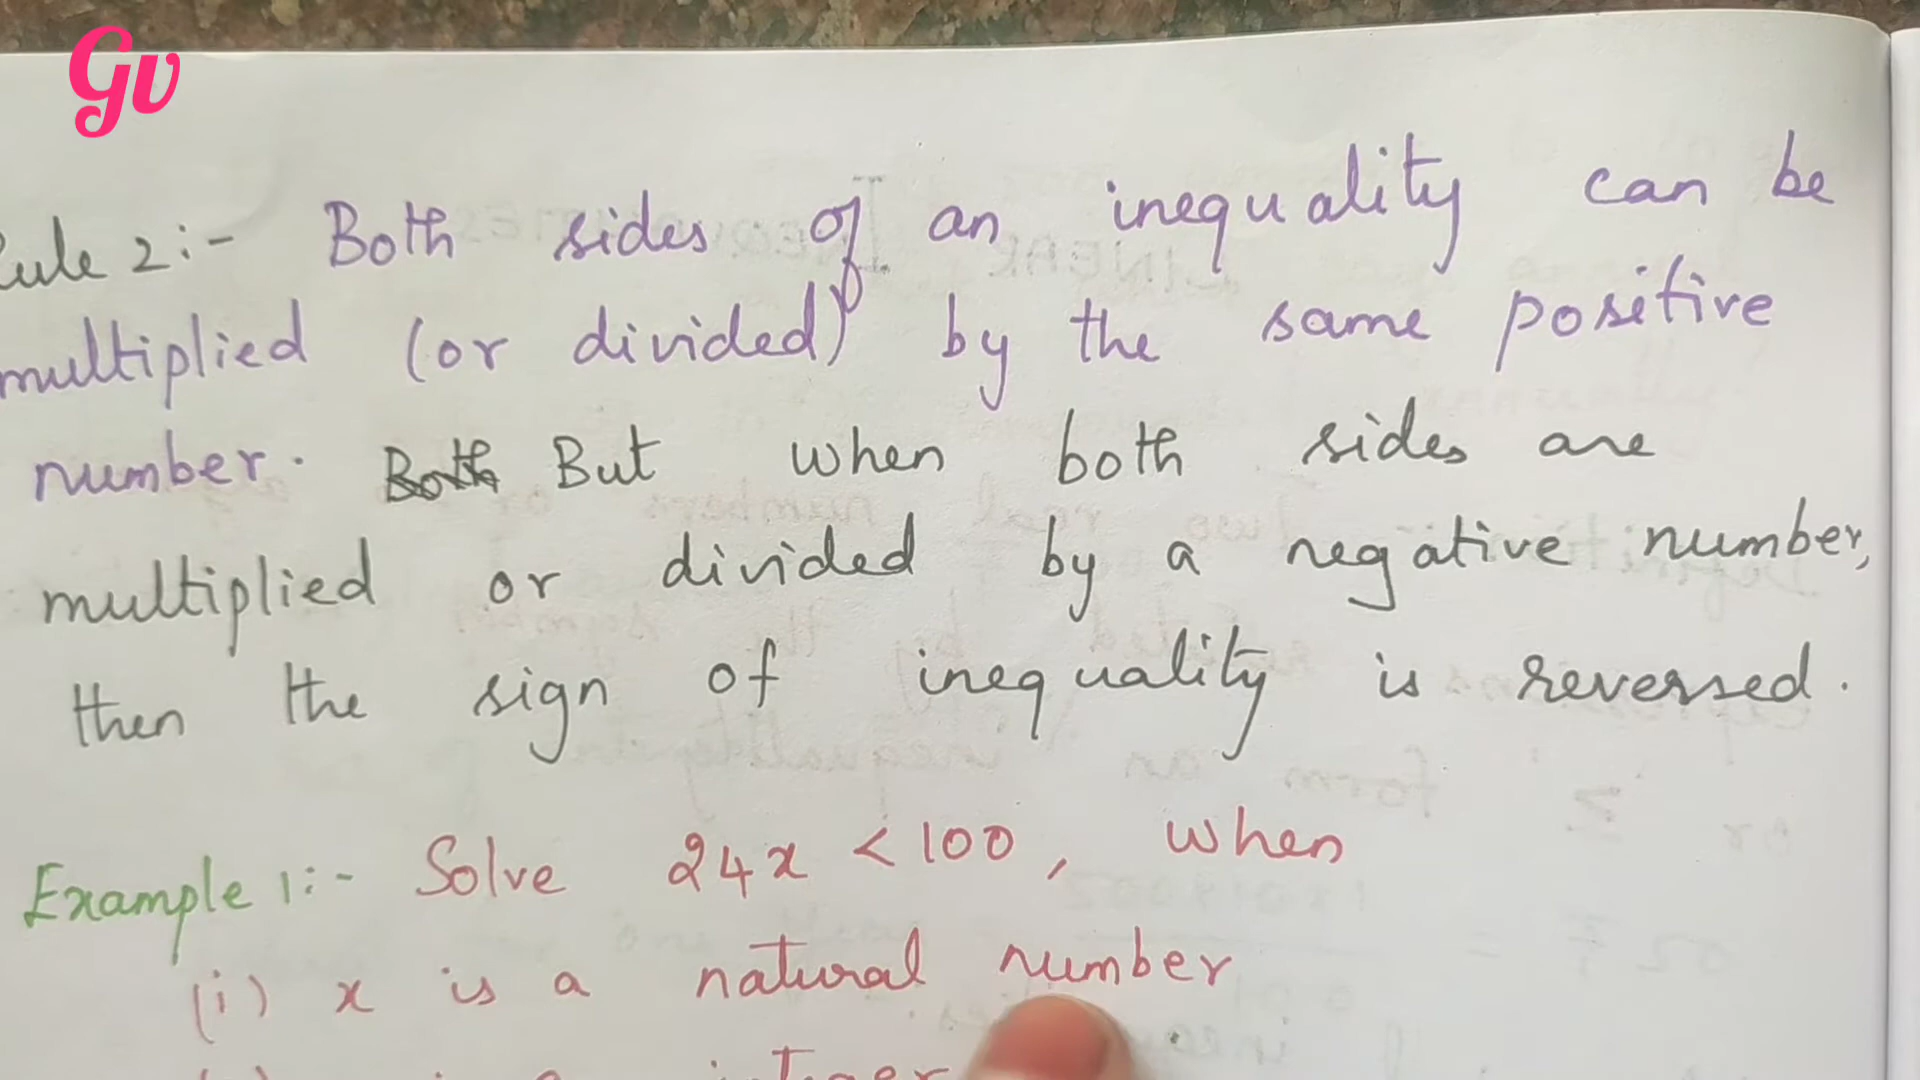 Gv
Rule 2:- Both sides of an inequality can be
multiplied (or divided) by the same positive
number. Both But when both sides are
multiplied or divided by a negative number,
then the sign of inequality is reversed.
Example 1:- Solve 24x < 100, when
(i) x is a natural number
integer